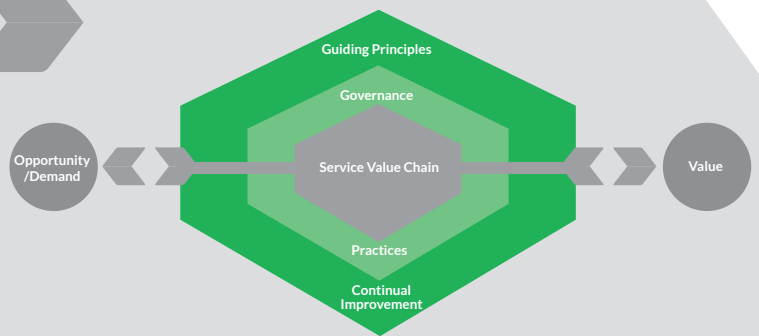 Guiding Principles
Governance
Opportunity
/Demand
Service Value Chain
Value
Practices
Continual
Improvement